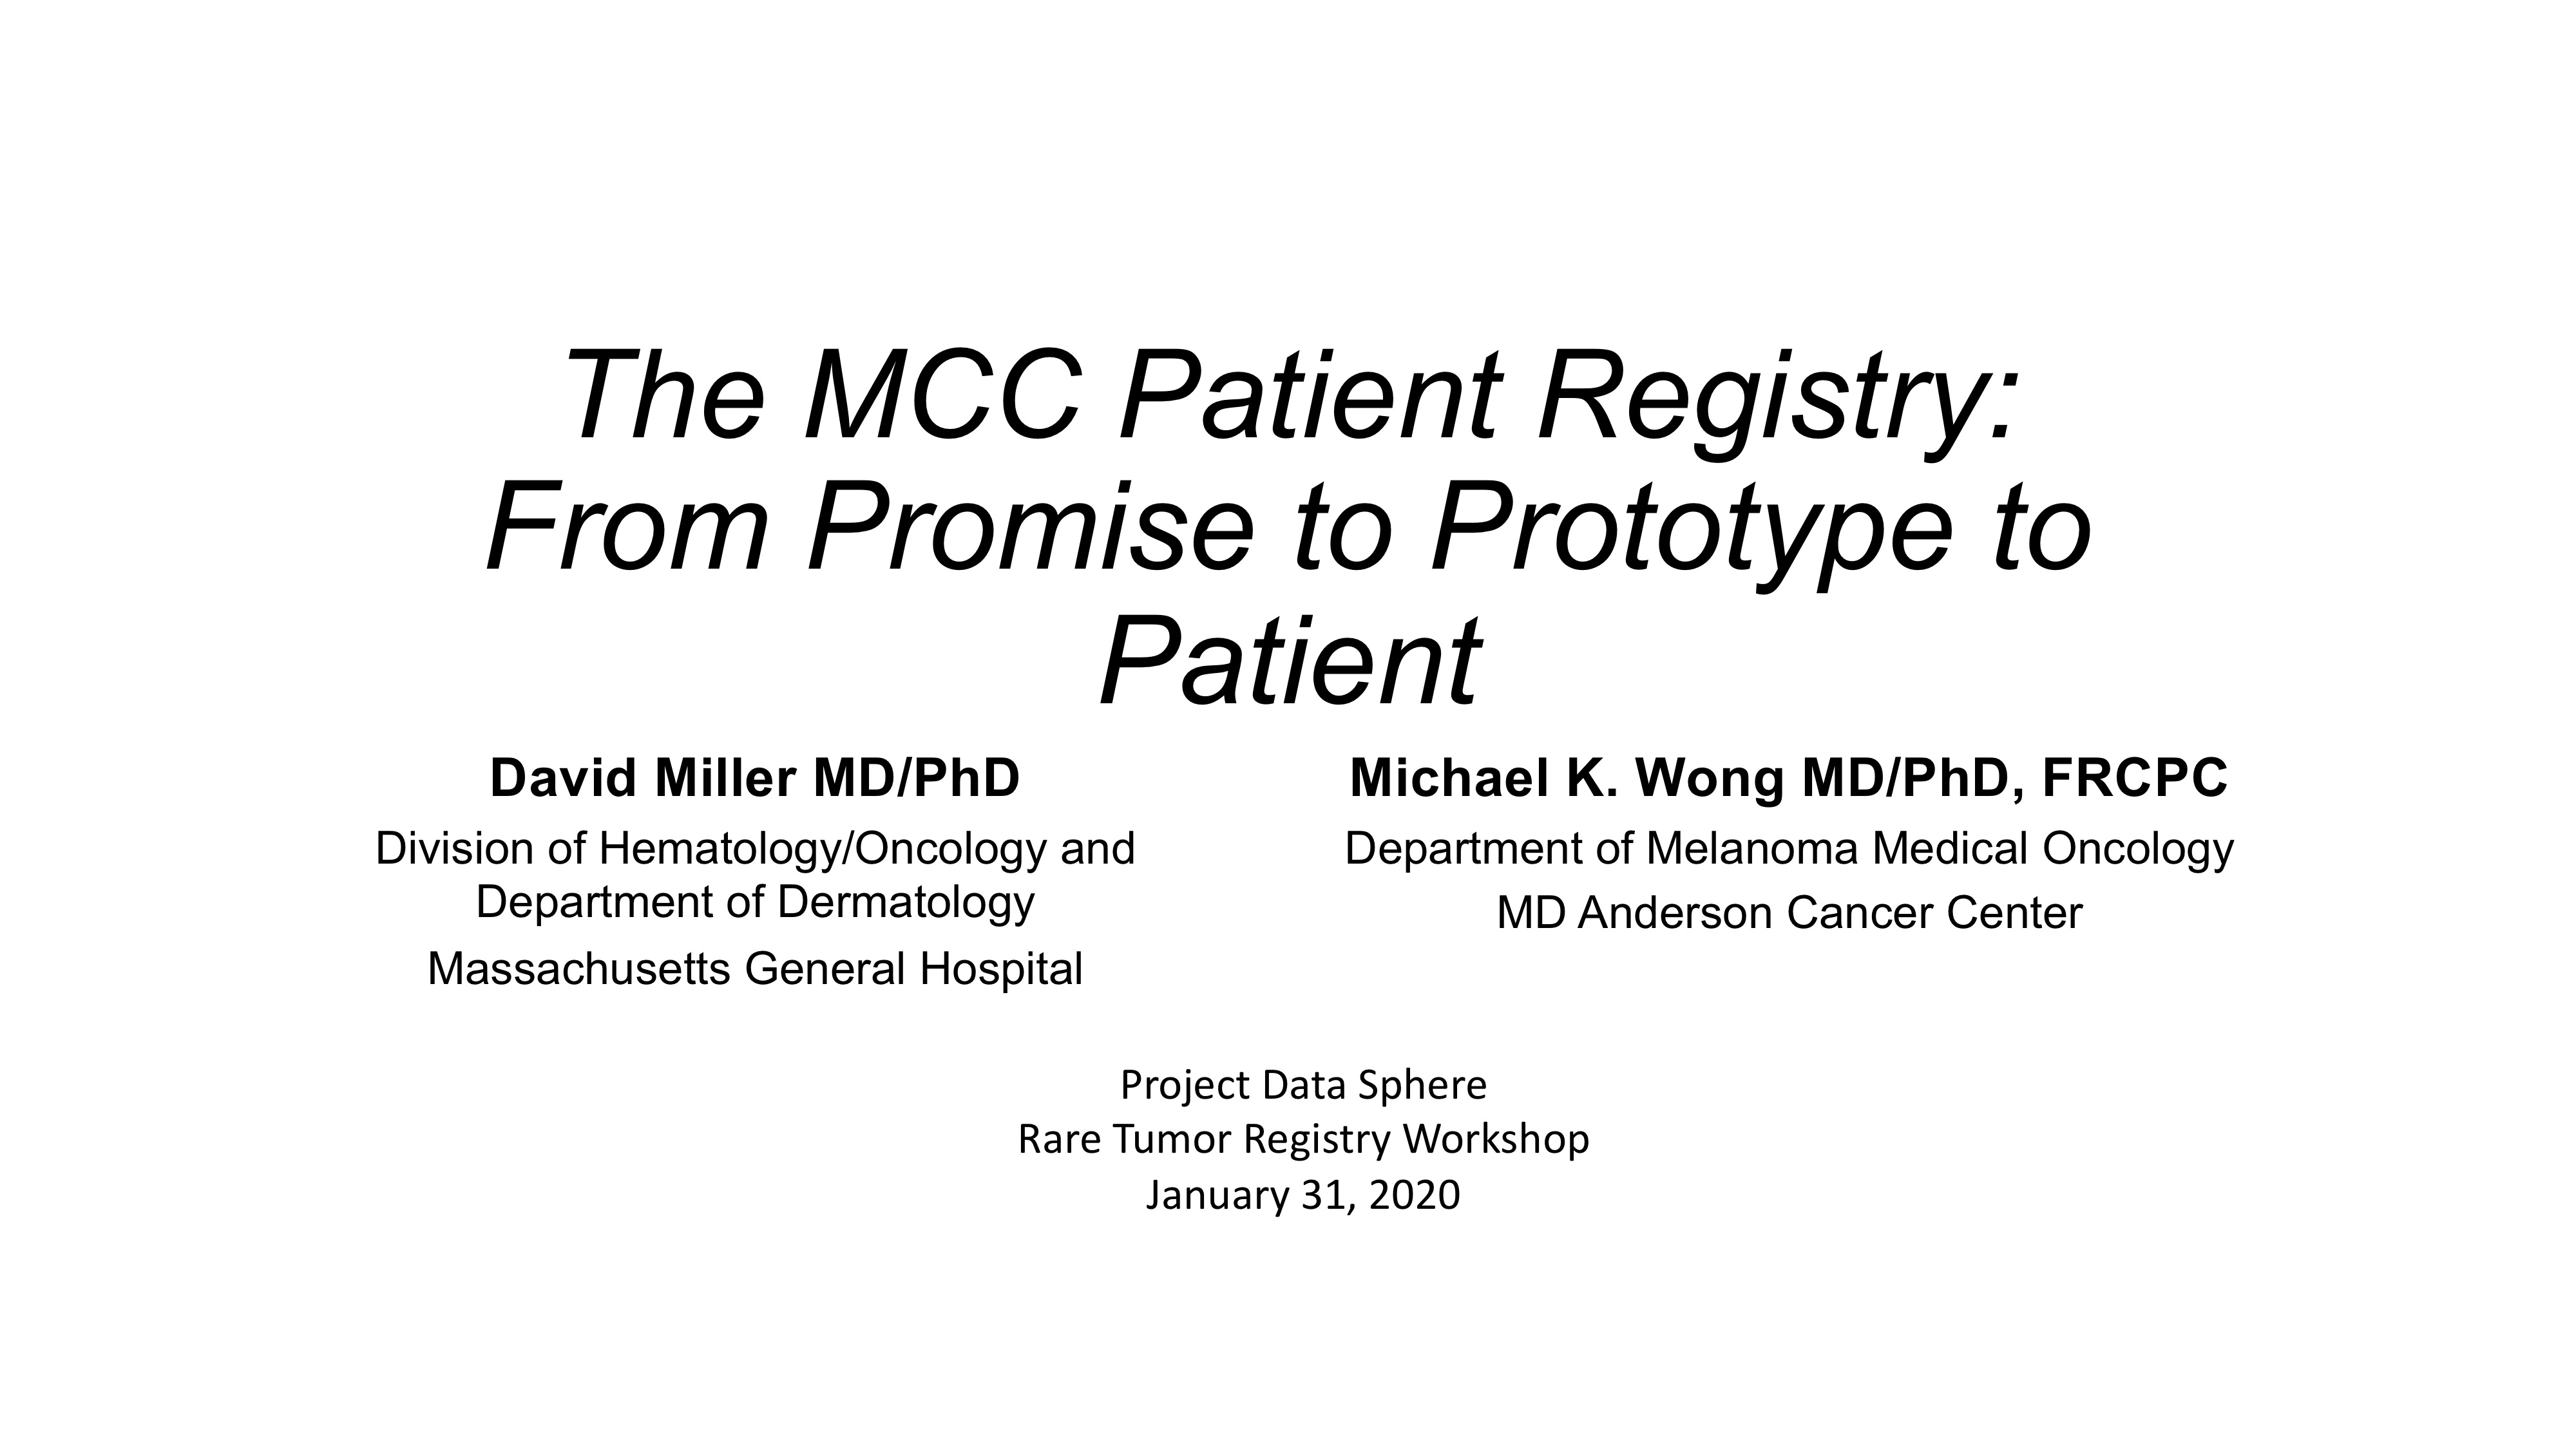 The MCC Patient Registry:
From Promise to Prototype to
Patient
David Miller MD/PhD
Division of Hematology/Oncology and
Department of Dermatology
Massachusetts General Hospital
Michael K. Wong MD/PhD, FRCPC
Department of Melanoma Medical Oncology
MD Anderson Cancer Center
Project Data Sphere
Rare Tumor Registry Workshop
January 31, 2020